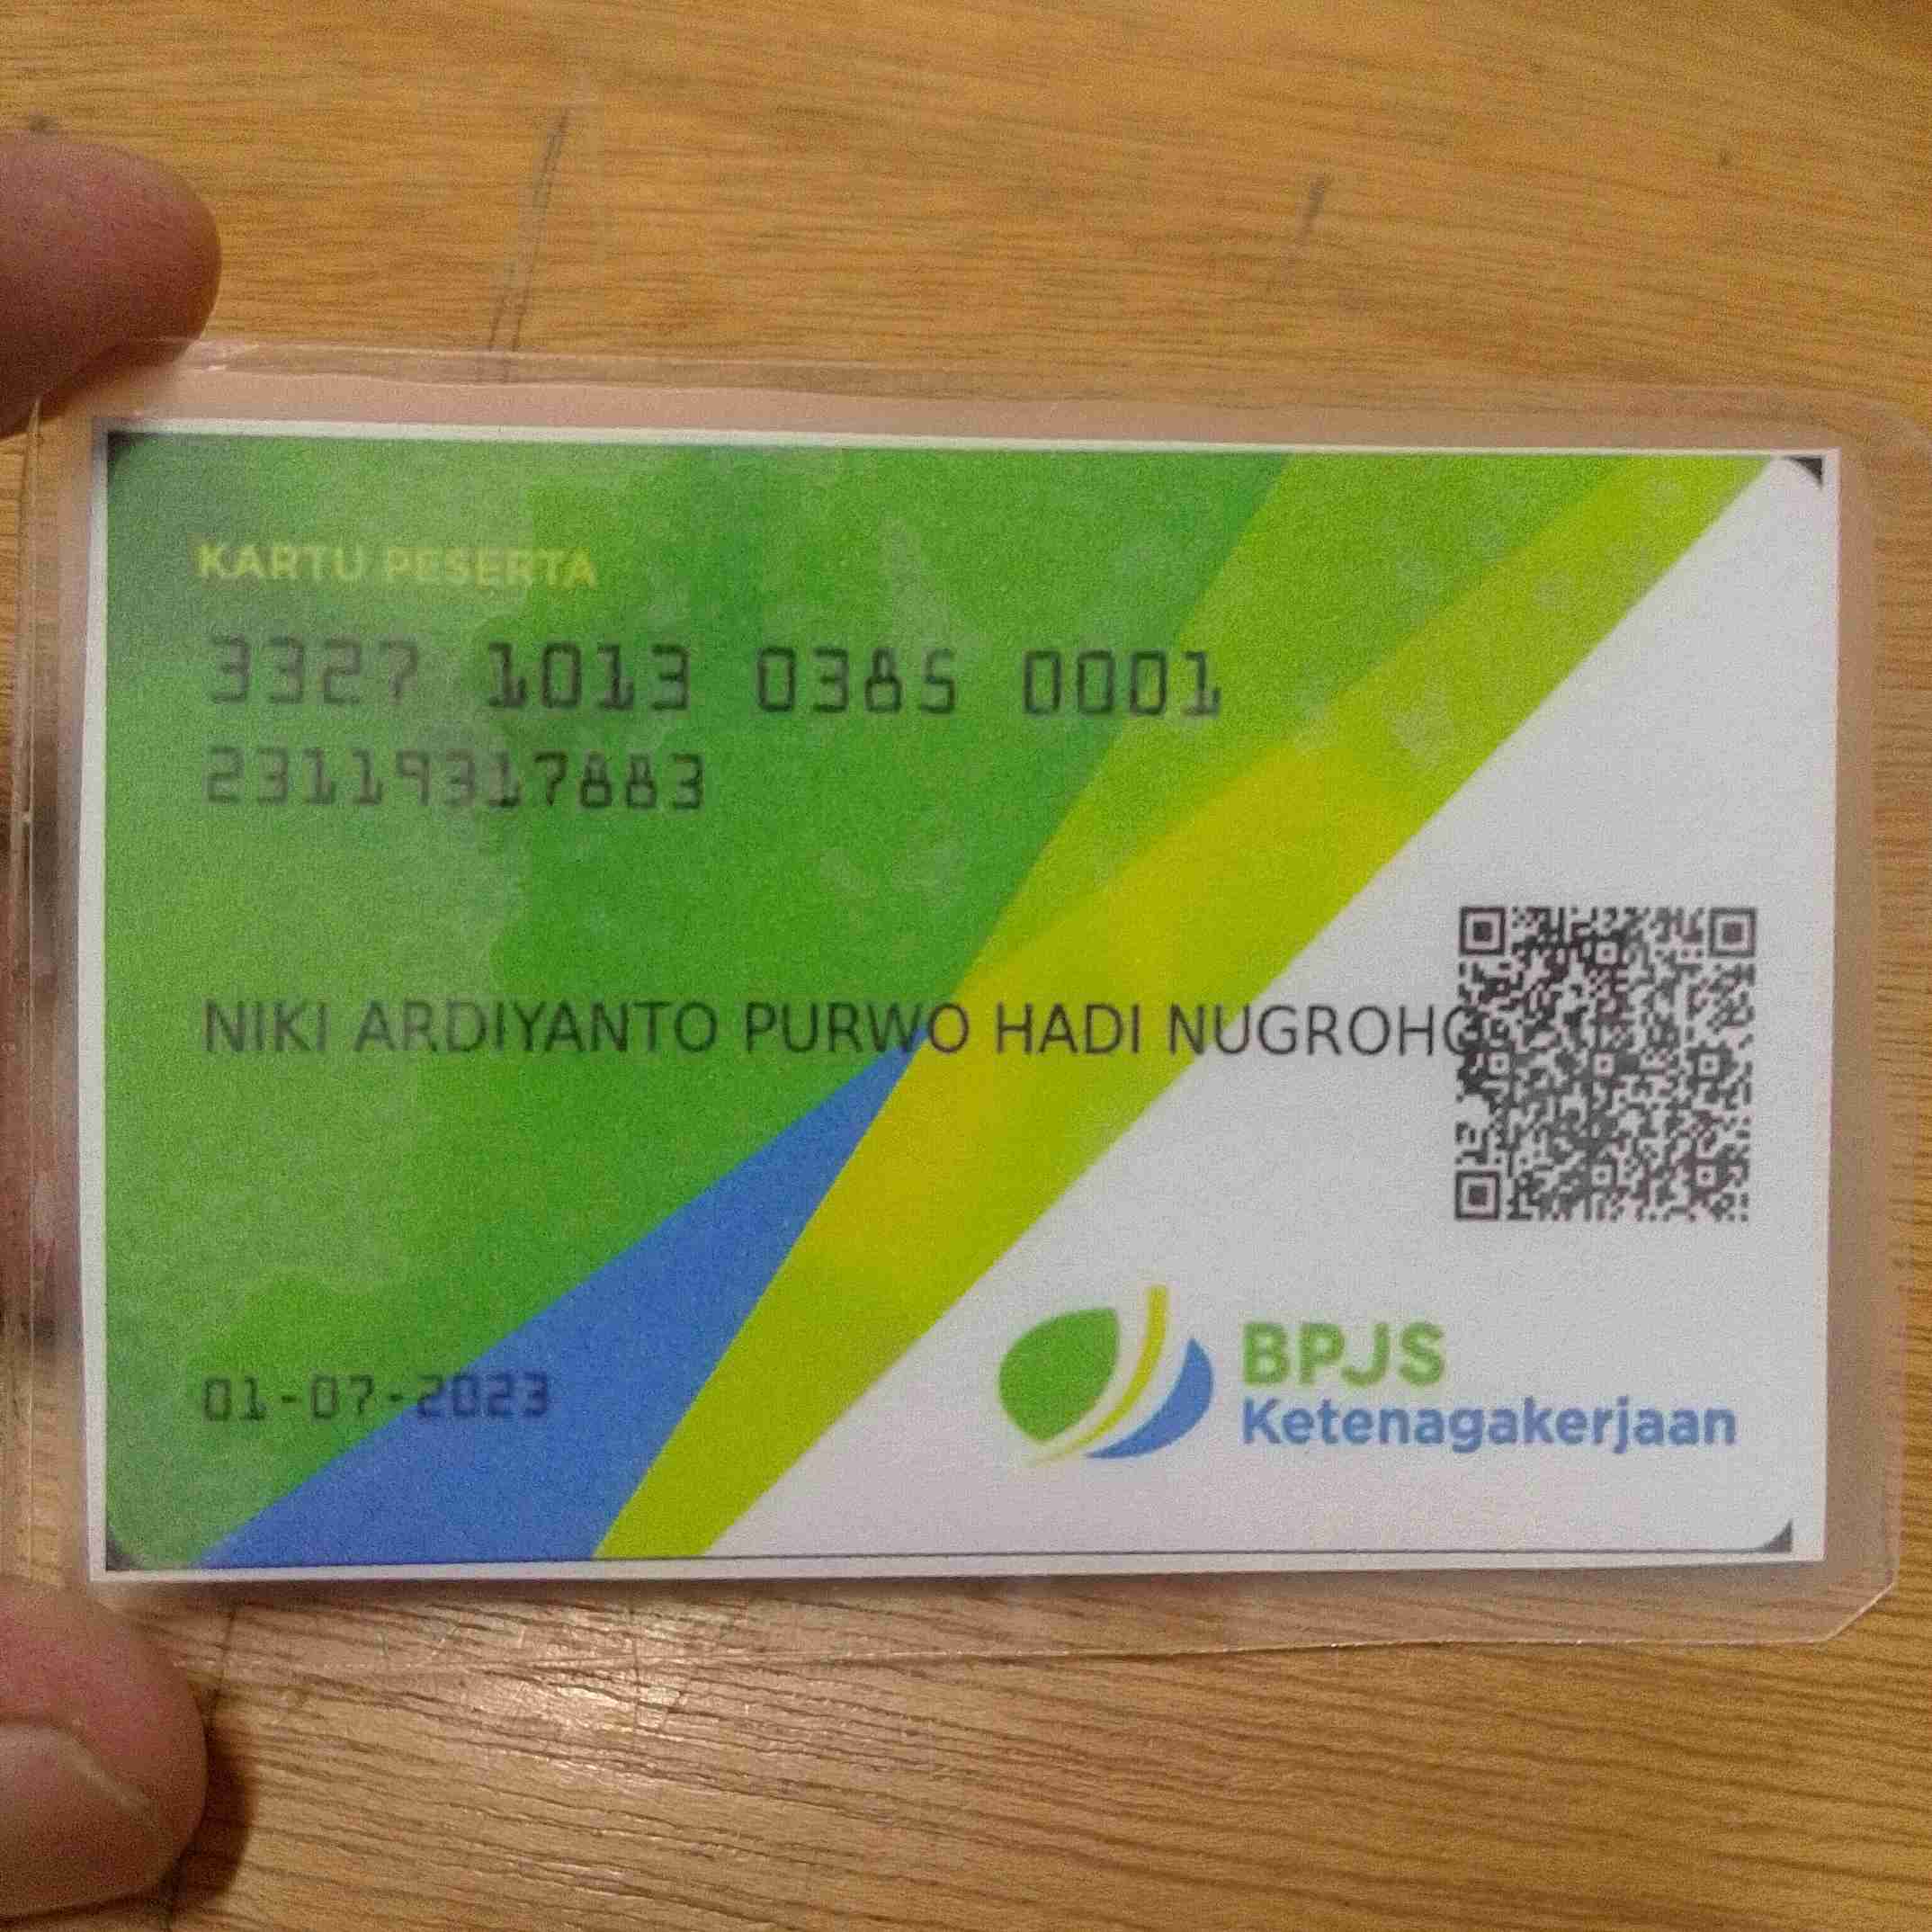 KARTU PESERTA
3327 1013 0385 0001
23119317883
NIKI ARDIYANTO PURWO HADI NUGROHO
01-07-2023
BPJS
Ketenagakerjaan